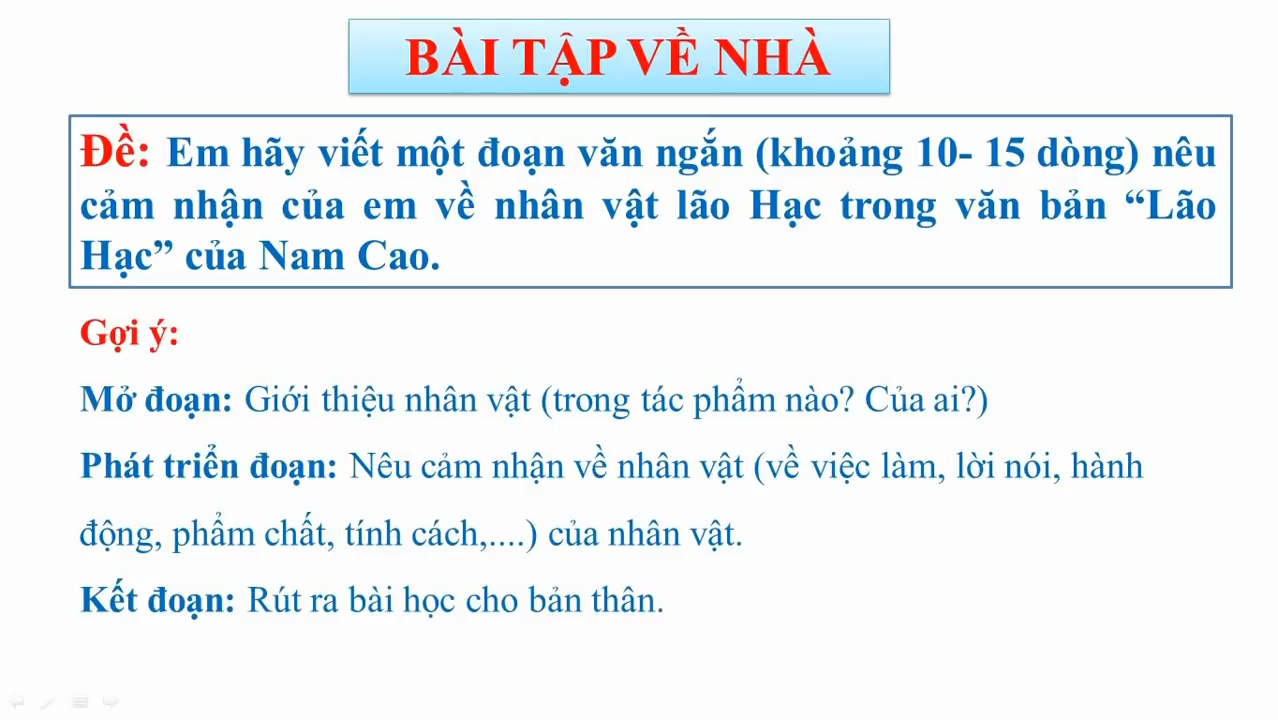 BÀI TẬP VỀ NHÀ
Đề: Em hãy viết một đoạn văn ngắn (khoảng 10- 15 dòng) nêu
cảm nhận của em về nhân vật lão Hạc trong văn bản “Lão
Hạc” của Nam Cao.
Gợi ý:
Mở đoạn: Giới thiệu nhân vật (trong tác phẩm nào? Của ai?)
Phát triển đoạn: Nêu cảm nhận về nhân vật (về việc làm, lời nói, hành
động, phẩm chất, tính cách,....) của nhân vật.
Kết đoạn: Rút ra bài học cho bản thân.